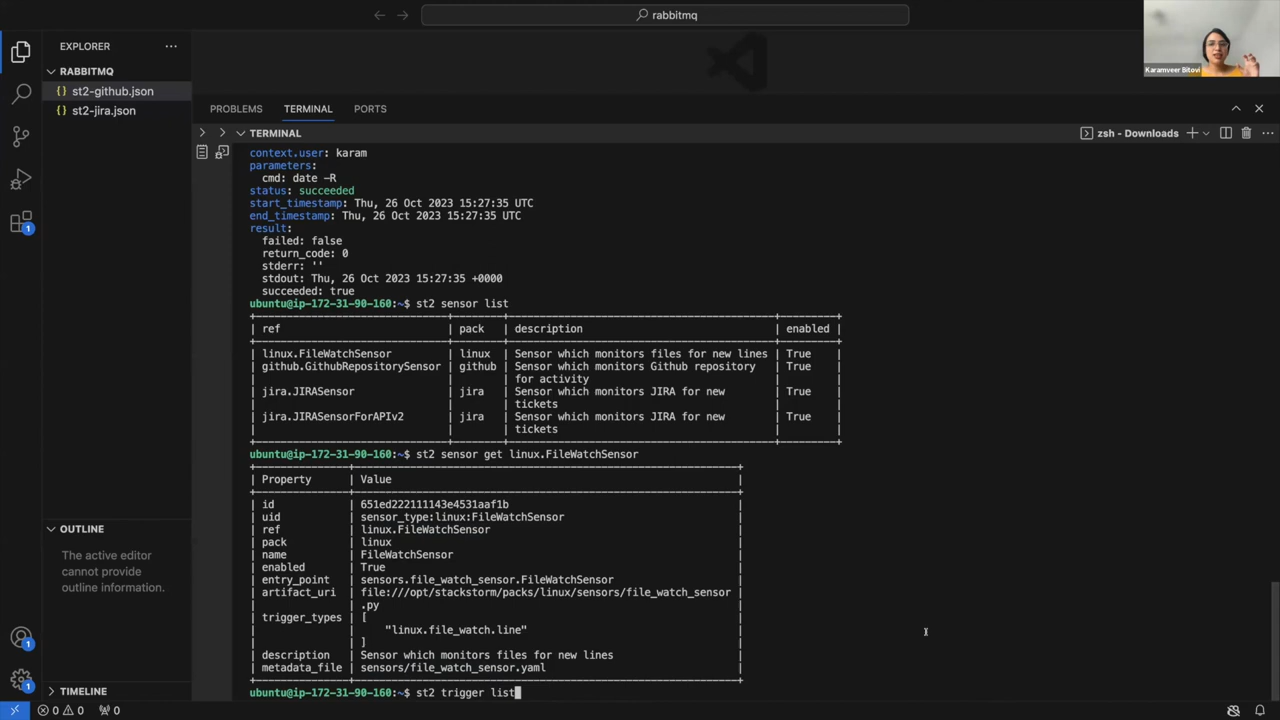 rabbitmq
Karamveer Bitovi
EXPLORER
RABBITMQ
{} st2-github.json
{} st2-jira.json
OUTLINE
The active editor
cannot provide
outline information.
TIMELINE
PROBLEMS TERMINAL PORTS
TERMINAL
zsh - Downloads
context.user: karam
parameters:
cmd: date -R
status: succeeded
start_timestamp: Thu, 26 Oct 2023 15:27:35 UTC
end_timestamp: Thu, 26 Oct 2023 15:27:35 UTC
result:
failed: false
return_code: 0
stderr: ''
stdout: Thu, 26 Oct 2023 15:27:35 +0000
succeeded: true
ubuntu@ip-172-31-90-160:~$ st2 sensor list
| ref | pack | description | enabled |
| linux.FileWatchSensor | linux | Sensor which monitors files for new lines | True |
| github.GithubRepositorySensor | github | Sensor which monitors Github repository | True |
| | | for activity | |
| jira.JIRASensor | jira | Sensor which monitors JIRA for new | True |
| | | tickets | |
| jira.JIRASensorForAPIv2 | jira | Sensor which monitors JIRA for new | True |
| | | tickets | |
ubuntu@ip-172-31-90-160:~$ st2 sensor get linux.FileWatchSensor
| Property | Value |
| id | 651ed222111143e4531aaf1b |
| uid | sensor_type:linux:FileWatchSensor |
| ref | linux.FileWatchSensor |
| pack | linux |
| name | FileWatchSensor |
| enabled | True |
| entry_point | sensors.file_watch_sensor.FileWatchSensor |
| artifact_uri | file:///opt/stackstorm/packs/linux/sensors/file_watch_sensor |
| | .py |
| trigger_types | [ |
| | "linux.file_watch.line" |
| | ] |
| description | Sensor which monitors files for new lines |
| metadata_file | sensors/file_watch_sensor.yaml |
ubuntu@ip-172-31-90-160:~$ st2 trigger list
1
1
1
0 0 0